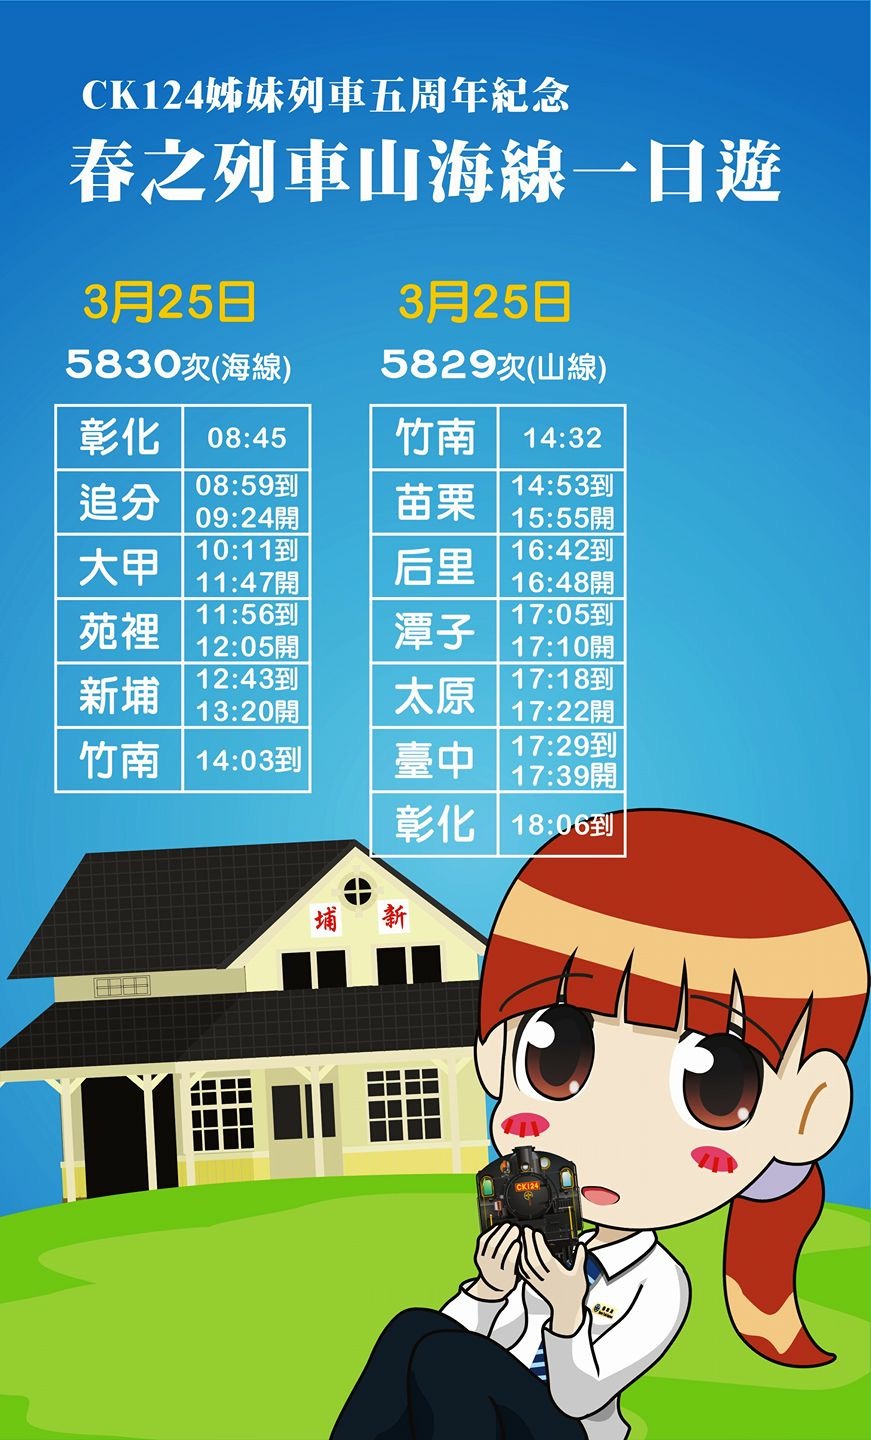 CK124姊妹列車五周年紀念
春之列車山海線一日遊
3月25日
5830次(海線)
彰化 08:45
追分 08:59到
09:24開
大甲 10:11到
11:47開
苑裡 11:56到
12:05開
新埔 12:43到
13:20開
竹南 14:03到
3月25日
5829次(山線)
竹南 14:32
苗栗 14:53到
15:55開
后里 16:42到
16:48開
潭子 17:05到
17:10開
太原 17:18到
17:22開
臺中 17:29到
17:39開
彰化 18:06到
埔 新
CK124